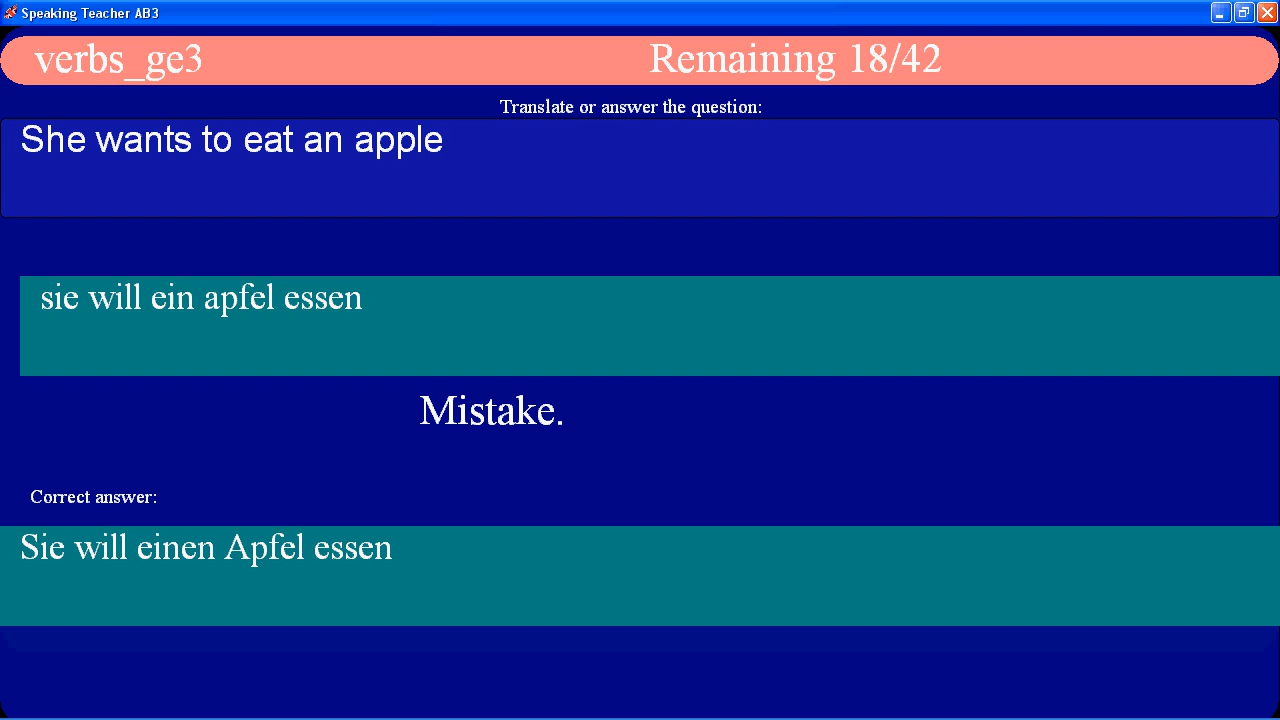 Speaking Teacher AB3
verbs_ge3 Remaining 18/42
Translate or answer the question:
She wants to eat an apple
sie will ein apfel essen
Mistake.
Correct answer:
Sie will einen Apfel essen